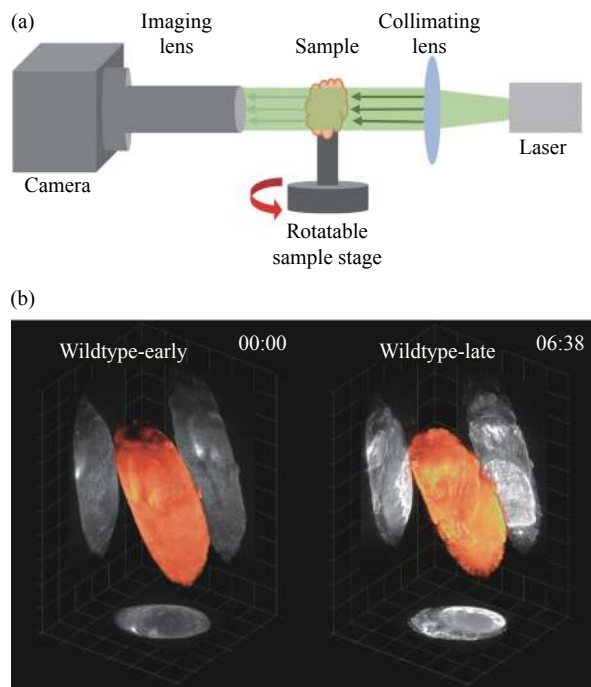 (a)
Imaging
lens
Sample
Collimating
lens
Camera
Laser
Rotatable
sample stage
(b)
Wildtype-early
00:00
Wildtype-late
06:38